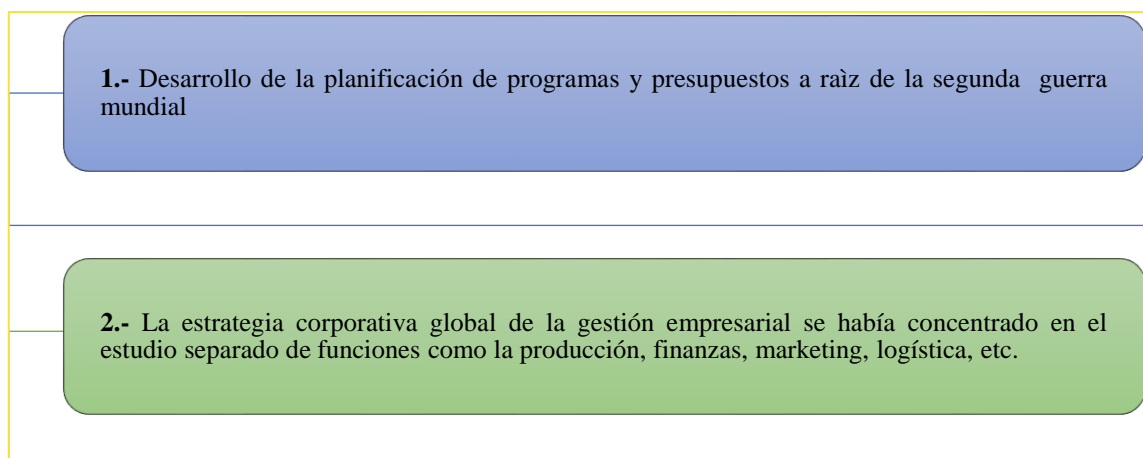 1.- Desarrollo de la planificación de programas y presupuestos a raìz de la segunda guerra
mundial
2.- La estrategia corporativa global de la gestión empresarial se había concentrado en el
estudio separado de funciones como la producción, finanzas, marketing, logística, etc.